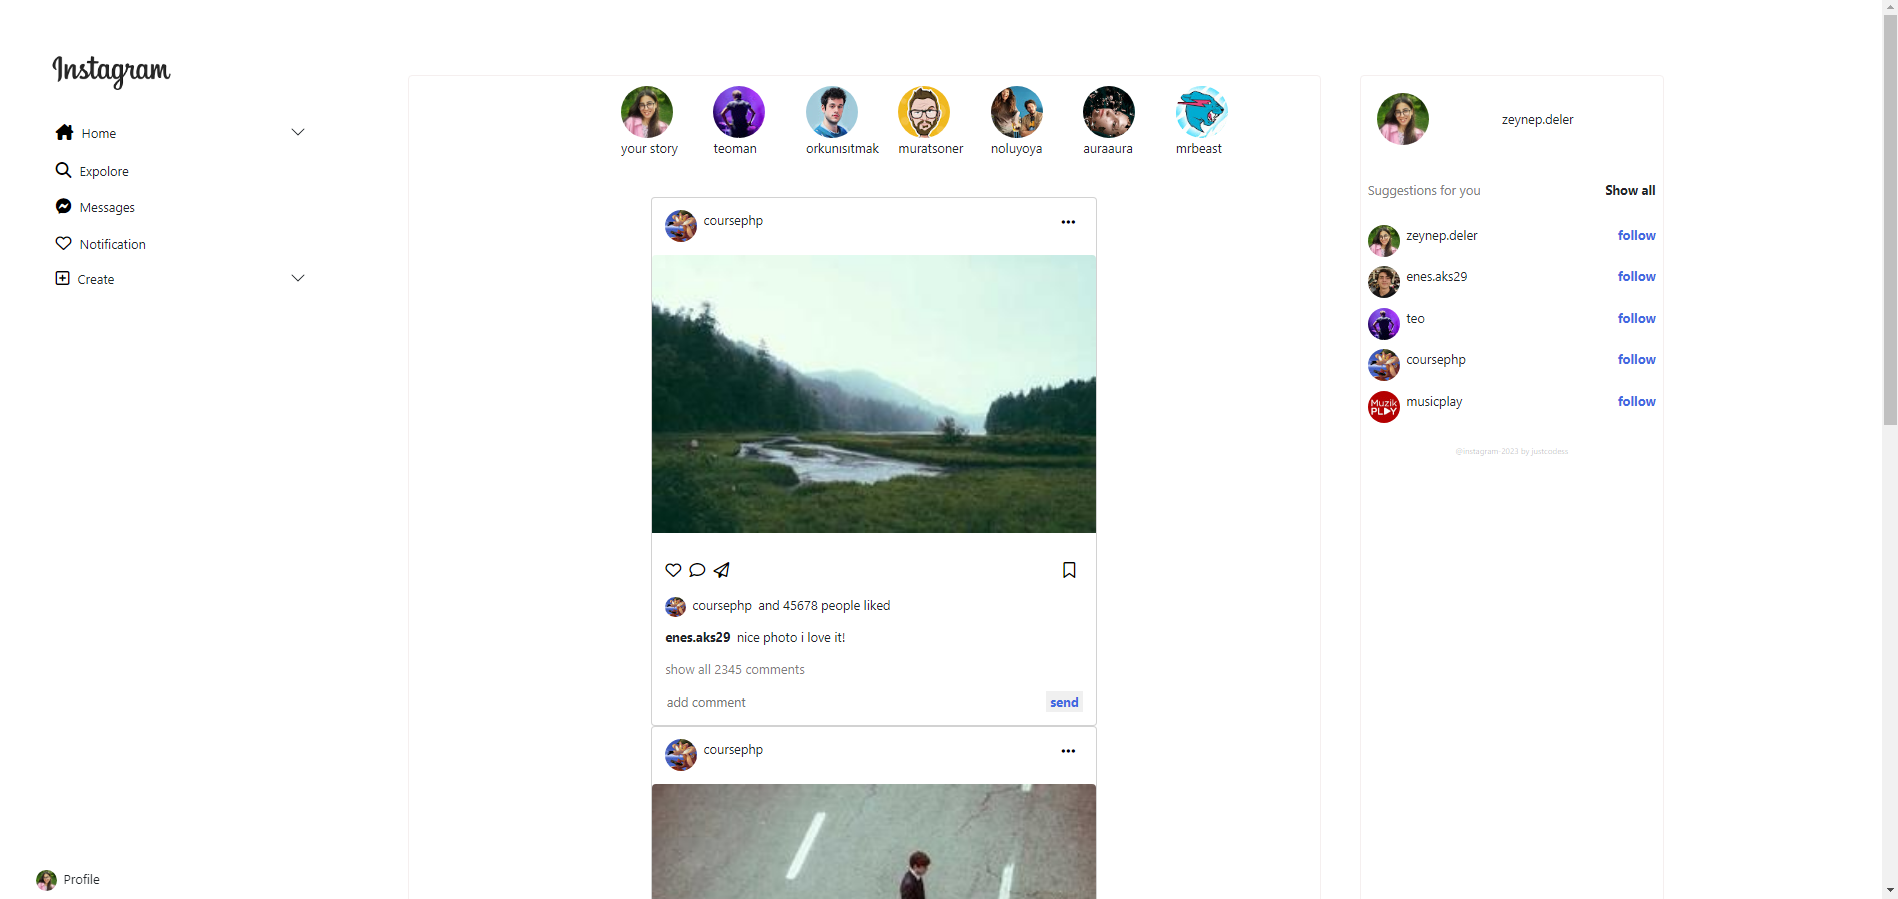 Instagram
Home
Expolore
Messages
Notification
Create
Profile
your story
teoman
orkunısıtmak
muratsoner
noluyoya
auraaura
mrbeast
coursephp
coursephp and 45678 people liked
enes.aks29 nice photo i love it!
show all 2345 comments
add comment
send
coursephp
zeynep.deler
Suggestions for you
Show all
zeynep.deler
follow
enes.aks29
follow
teo
follow
coursephp
follow
Muzik
PLAY
musicplay
follow
@instagram 2023 by justcodess